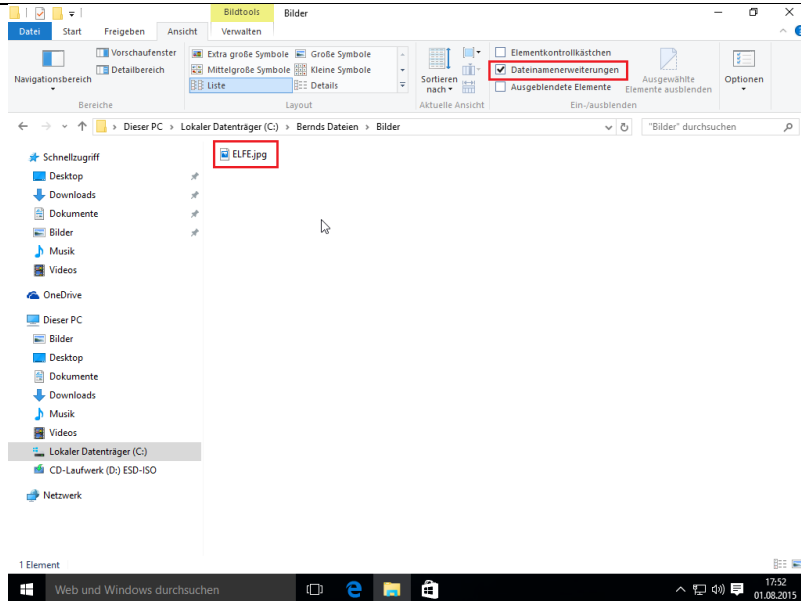 Bildtools
Bilder
Datei
Start
Freigeben
Ansicht
Verwalten
Navigationsbereich
Vorschaufenster
Detailbereich
Bereiche
Extra große Symbole
Große Symbole
Mittelgroße Symbole
Kleine Symbole
Liste
Details
Layout
Sortieren nach
Aktuelle Ansicht
Elementkontrollkästchen
Dateinamenerweiterungen
Ausgeblendete Elemente
Ausgewählte
Elemente ausblenden
Ein-/ausblenden
Optionen
Dieser PC
Lokaler Datenträger (C:)
Bernds Dateien
Bilder
"Bilder" durchsuchen
Schnellzugriff
Desktop
Downloads
Dokumente
Bilder
Musik
Videos
OneDrive
Dieser PC
Bilder
Desktop
Dokumente
Downloads
Musik
Videos
Lokaler Datenträger (C:)
CD-Laufwerk (D:) ESD-ISO
Netzwerk
ELFE.jpg
1 Element
Web und Windows durchsuchen
17:52
01.08.2015